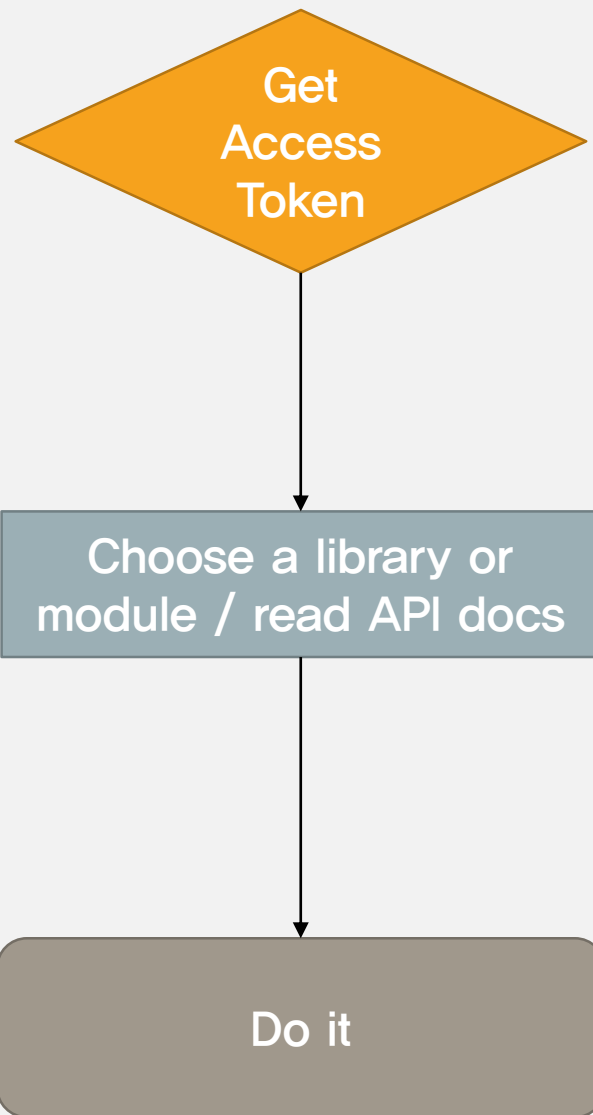 Get
Access
Token
Choose a library or
module / read API docs
Do it